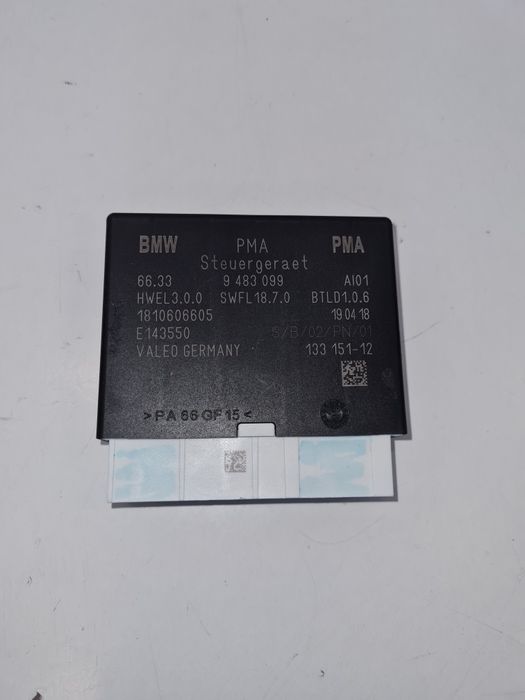 BMW PMA PMA
Steuergeraet
66.33 9 483 099 AI01
HWEL3.0.0 SWFL18.7.0 BTLD1.0.6
1810606605 19 04 18
E143550 S/B/02/PN/01
VALEO GERMANY 133 151-12
>PA 66 GF 15<